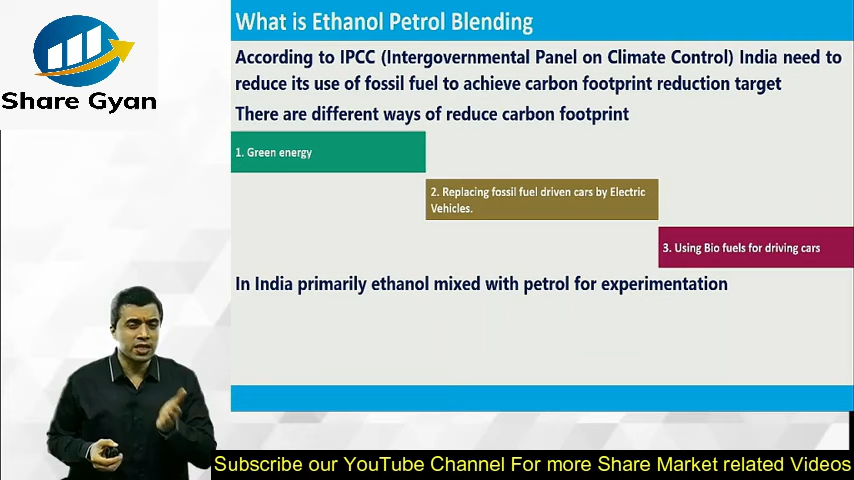 What is Ethanol Petrol Blending
Share Gyan
According to IPCC (Intergovernmental Panel on Climate Control) India need to
reduce its use of fossil fuel to achieve carbon footprint reduction target
There are different ways of reduce carbon footprint
1. Green energy
2. Replacing fossil fuel driven cars by Electric
Vehicles.
3. Using Bio fuels for driving cars
In India primarily ethanol mixed with petrol for experimentation
Subscribe our YouTube Channel For more Share Market related Videos